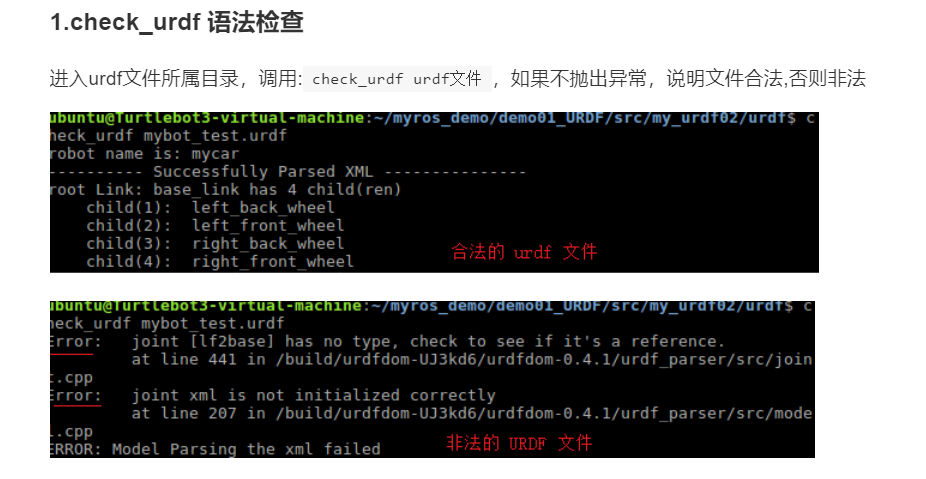 1.check_urdf 语法检查
进入urdf文件所属目录，调用: check_urdf urdf文件 ，如果不抛出异常，说明文件合法,否则非法
ubuntu@Turtlebot3-virtual-machine:~/myros_demo/demo01_URDF/src/my_urdf02/urdf$ c
heck_urdf mybot_test.urdf
robot name is: mycar
---------- Successfully Parsed XML ---------------
root Link: base_link has 4 child(ren)
child(1):  left_back_wheel
child(2):  left_front_wheel
child(3):  right_back_wheel
合法的 urdf 文件
child(4):  right_front_wheel
ubuntu@Turtlebot3-virtual-machine:~/myros_demo/demo01_URDF/src/my_urdf02/urdf$ c
heck_urdf mybot_test.urdf
Error:   joint [lf2base] has no type, check to see if it's a reference.
at line 441 in /build/urdfdom-UJ3kd6/urdfdom-0.4.1/urdf_parser/src/join
t.cpp
Error:   joint xml is not initialized correctly
at line 207 in /build/urdfdom-UJ3kd6/urdfdom-0.4.1/urdf_parser/src/mode
l.cpp
非法的 URDF 文件
ERROR: Model Parsing the xml failed